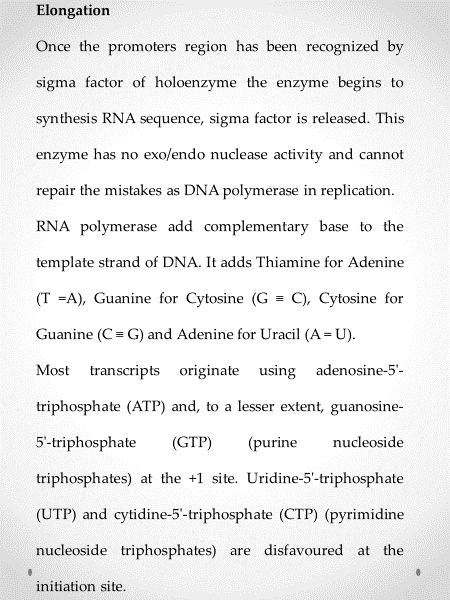 Elongation
Once the promoters region has been recognized by
sigma factor of holoenzyme the enzyme begins to
synthesis RNA sequence, sigma factor is released. This
enzyme has no exo/endo nuclease activity and cannot
repair the mistakes as DNA polymerase in replication.
RNA polymerase add complementary base to the
template strand of DNA. It adds Thiamine for Adenine
(T =A), Guanine for Cytosine (G ≡ C), Cytosine for
Guanine (C ≡ G) and Adenine for Uracil (A = U).
Most transcripts originate using adenosine-5'-
triphosphate (ATP) and, to a lesser extent, guanosine-
5'-triphosphate (GTP) (purine nucleoside
triphosphates) at the +1 site. Uridine-5'-triphosphate
(UTP) and cytidine-5'-triphosphate (CTP) (pyrimidine
nucleoside triphosphates) are disfavoured at the
initiation site.